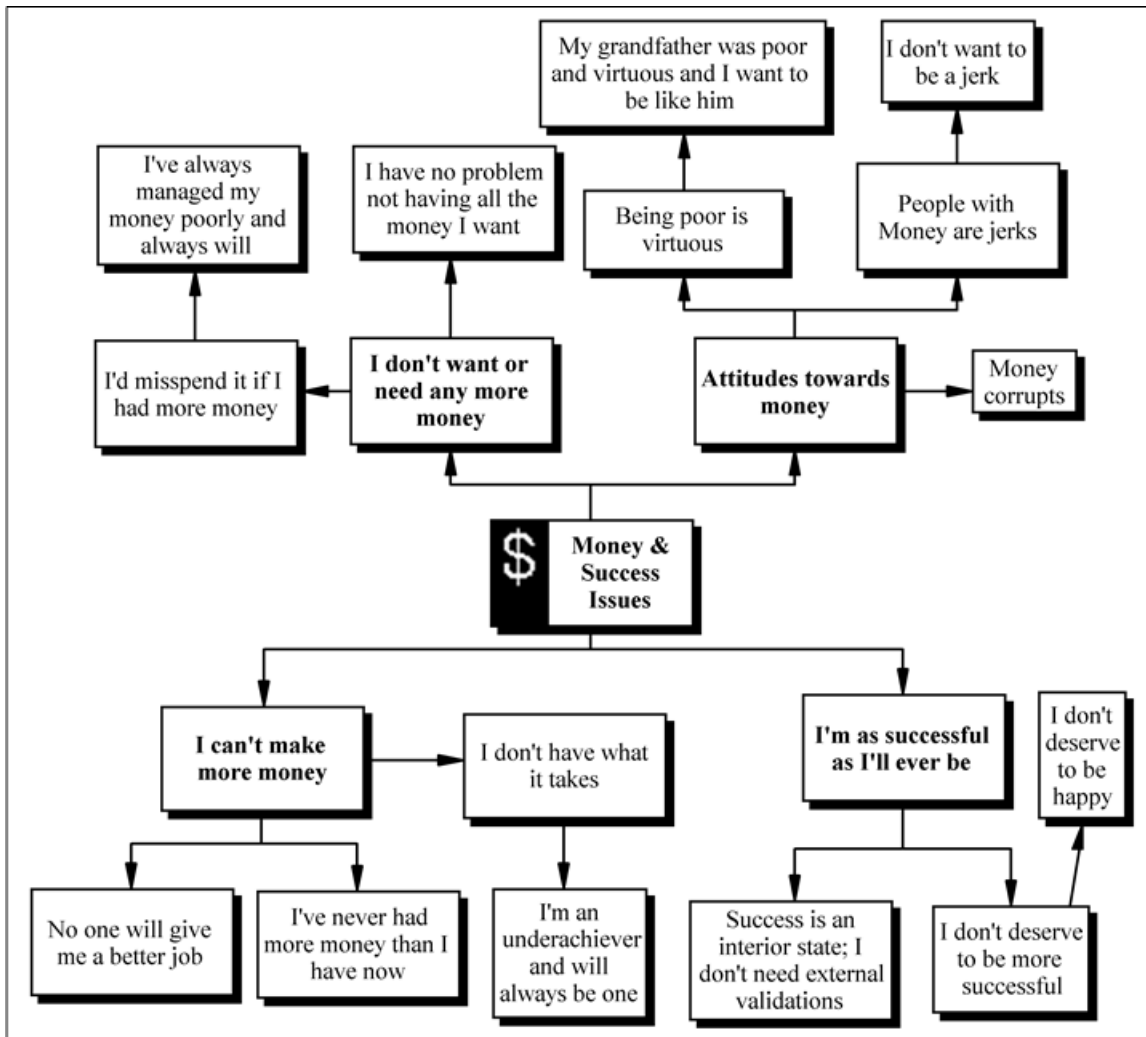 My grandfather was poor
and virtuous and I want to
be like him
I don't want to
be a jerk
I've always
managed my
money poorly and
always will
I have no problem
not having all the
money I want
Being poor is
virtuous
People with
Money are jerks
I'd misspend it if I
had more money
I don't want or
need any more
money
Attitudes towards
money
Money
corrupts
$
Money &
Success
Issues
I can't make
more money
I don't have what
it takes
I'm as successful
as I'll ever be
I don't
deserve
to be
happy
No one will give
me a better job
I've never had
more money than I
have now
I'm an
underachiever
and will
always be one
Success is an
interior state; I
don't need external
validations
I don't deserve
to be more
successful